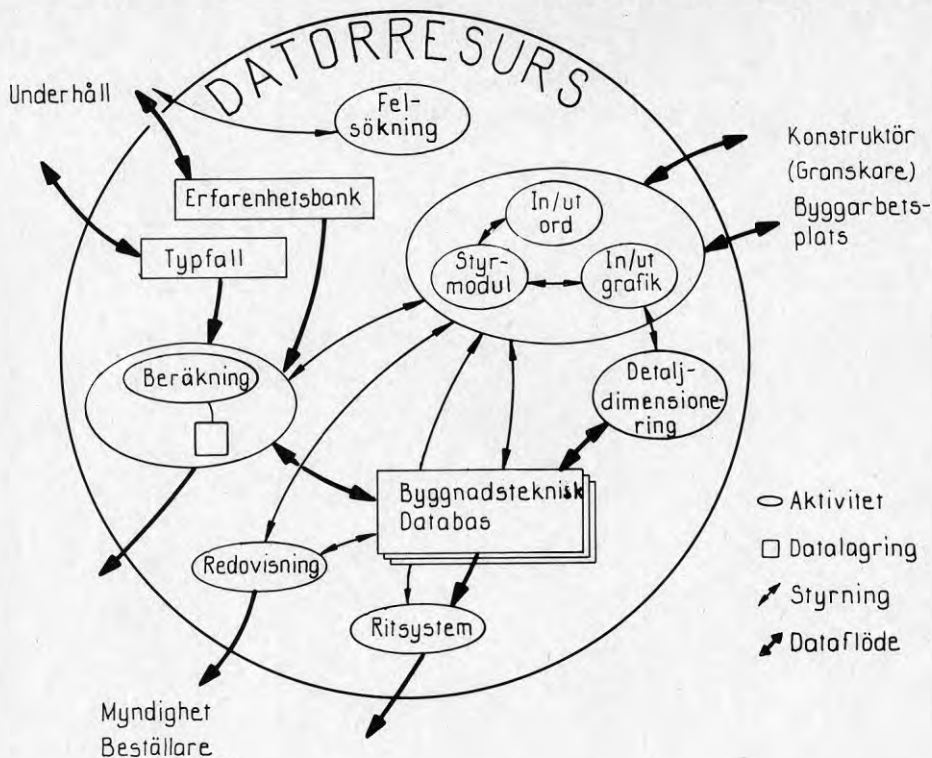 DATORRESURS
Underhåll
Fel-
sökning
Konstruktör
(Granskare)
Byggarbets-
plats
Erfarenhetsbank
In/ut
ord
Typfall
Styr-
modul
In/ut
grafik
Beräkning
Detalj-
dimensione-
ring
Byggnadsteknisk
Databas
Aktivitet
Datalagring
Styrning
Dataflöde
Redovisning
Ritsystem
Myndighet
Beställare